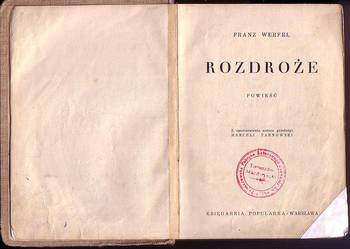 FRANZ WERFEL
ROZDROŻE
POWIEŚĆ
Z upoważnienia autora przełożył
MARCELI TARNOWSKI
KSIĘGARNIA POPULARNA - WARSZAWA